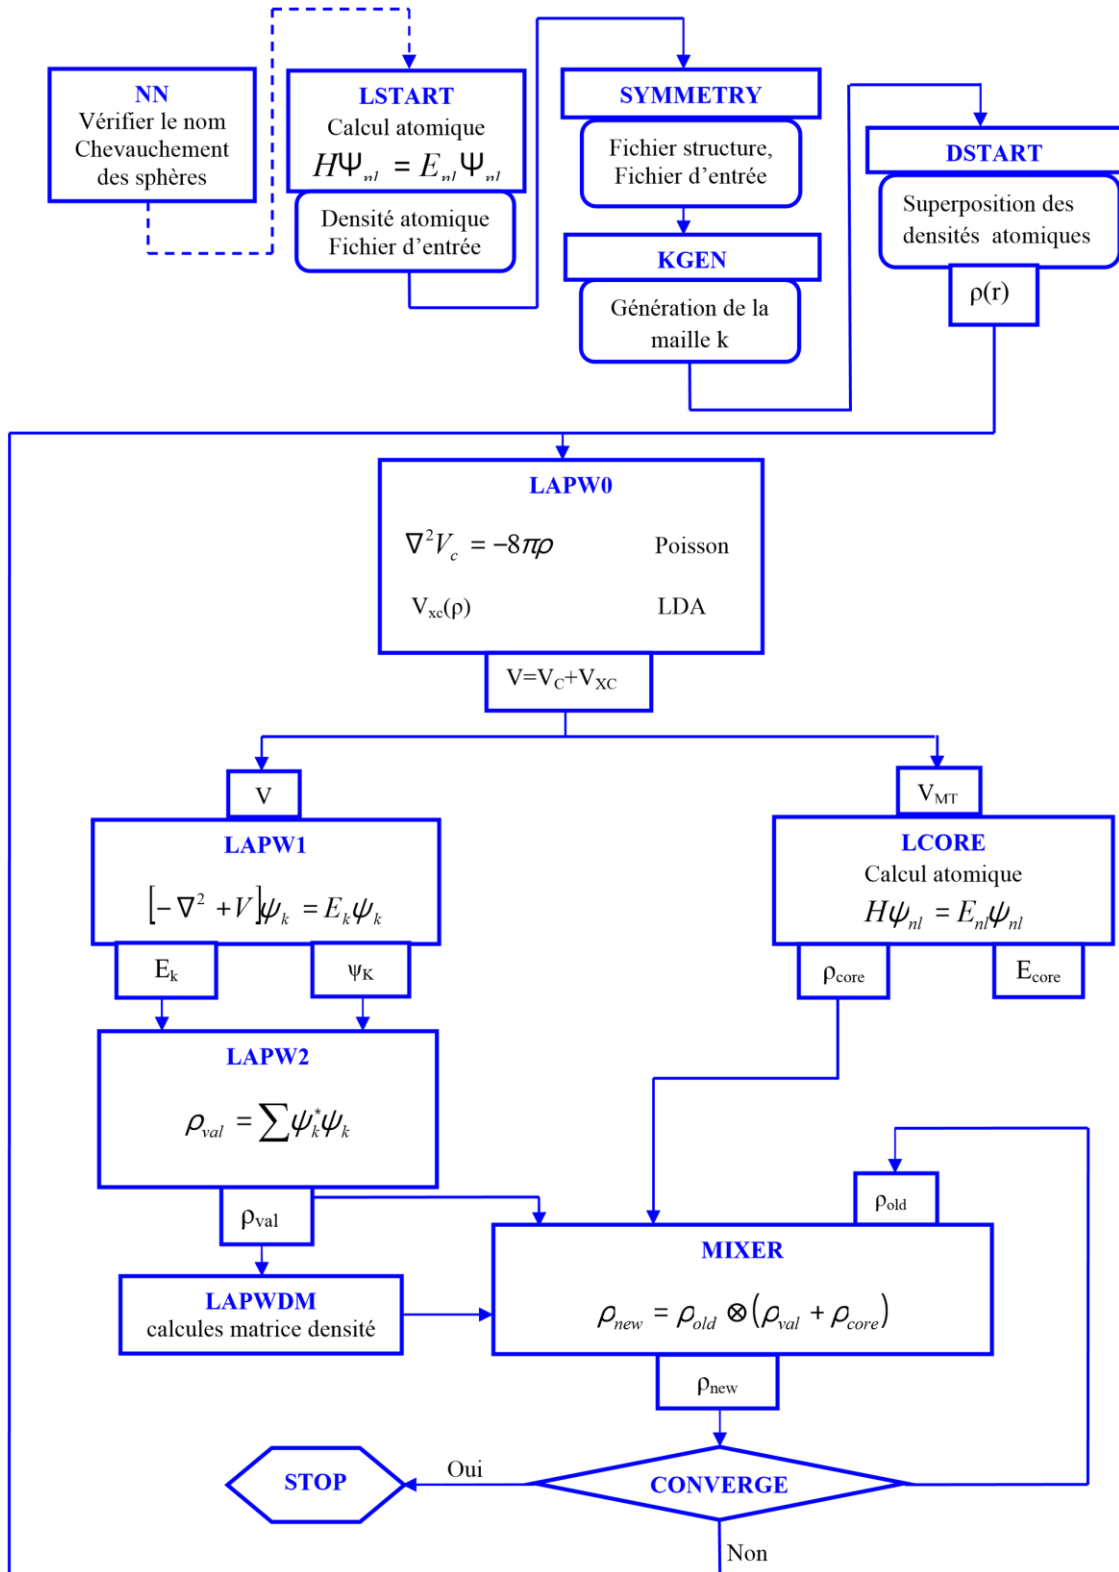 NN
Vérifier le nom
Chevauchement
des sphères
LSTART
Calcul atomique
HΨnl = EnlΨnl
Densité atomique
Fichier d'entrée
SYMMETRY
Fichier structure,
Fichier d'entrée
KGEN
Génération de la
maille k
DSTART
Superposition des
densités atomiques
ρ(r)
LAPW0
∇²Vc = −8πρ Poisson
Vxc(ρ) LDA
V=VC+VXC
V
LAPW1
[−∇² +V]ψk = Ekψk
Ek
ψK
VMT
LCORE
Calcul atomique
Hψnl = Enlψnl
ρcore
Ecore
LAPW2
ρval = ∑ψk*ψk
ρval
LAPWDM
calcules matrice densité
ρold
MIXER
ρnew = ρold ⊗(ρval + ρcore)
ρnew
CONVERGE
Oui
STOP
Non